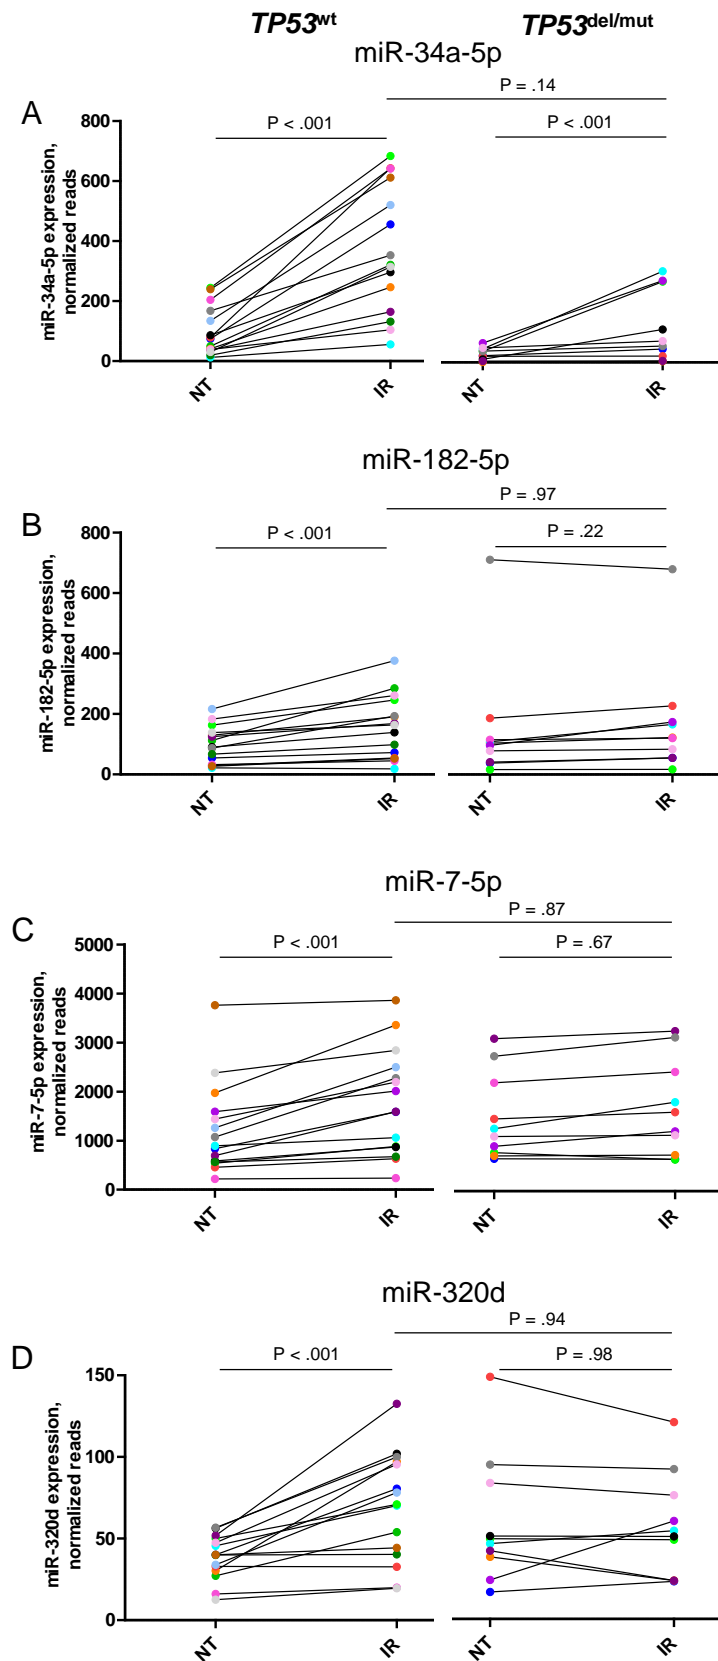 TP53wt TP53del/mut
miR-34a-5p
A
P = .14
P < .001 P < .001
miR-34a-5p expression,
normalized reads
800
600
400
200
0
NT IR NT IR
miR-182-5p
B
P = .97
P < .001 P = .22
miR-182-5p expression,
normalized reads
800
600
400
200
0
NT IR NT IR
miR-7-5p
C
P = .87
P < .001 P = .67
miR-7-5p expression,
normalized reads
5000
4000
3000
2000
1000
0
NT IR NT IR
miR-320d
D
P = .94
P < .001 P = .98
miR-320d expression,
normalized reads
150
100
50
0
NT IR NT IR